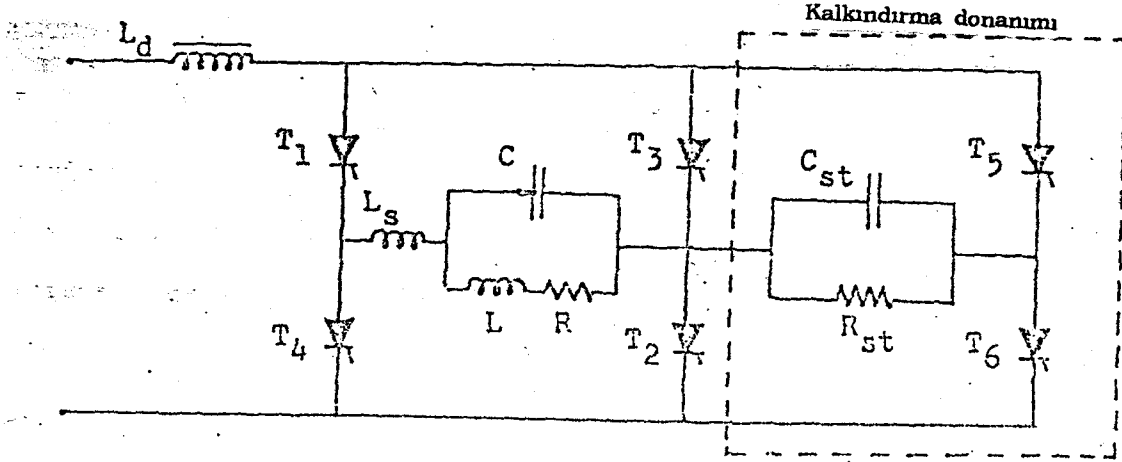 Kalkındırma donanımı
L_d
T_1
C
T_3
C_st
T_5
L_s
T_4
L
R
T_2
R_st
T_6